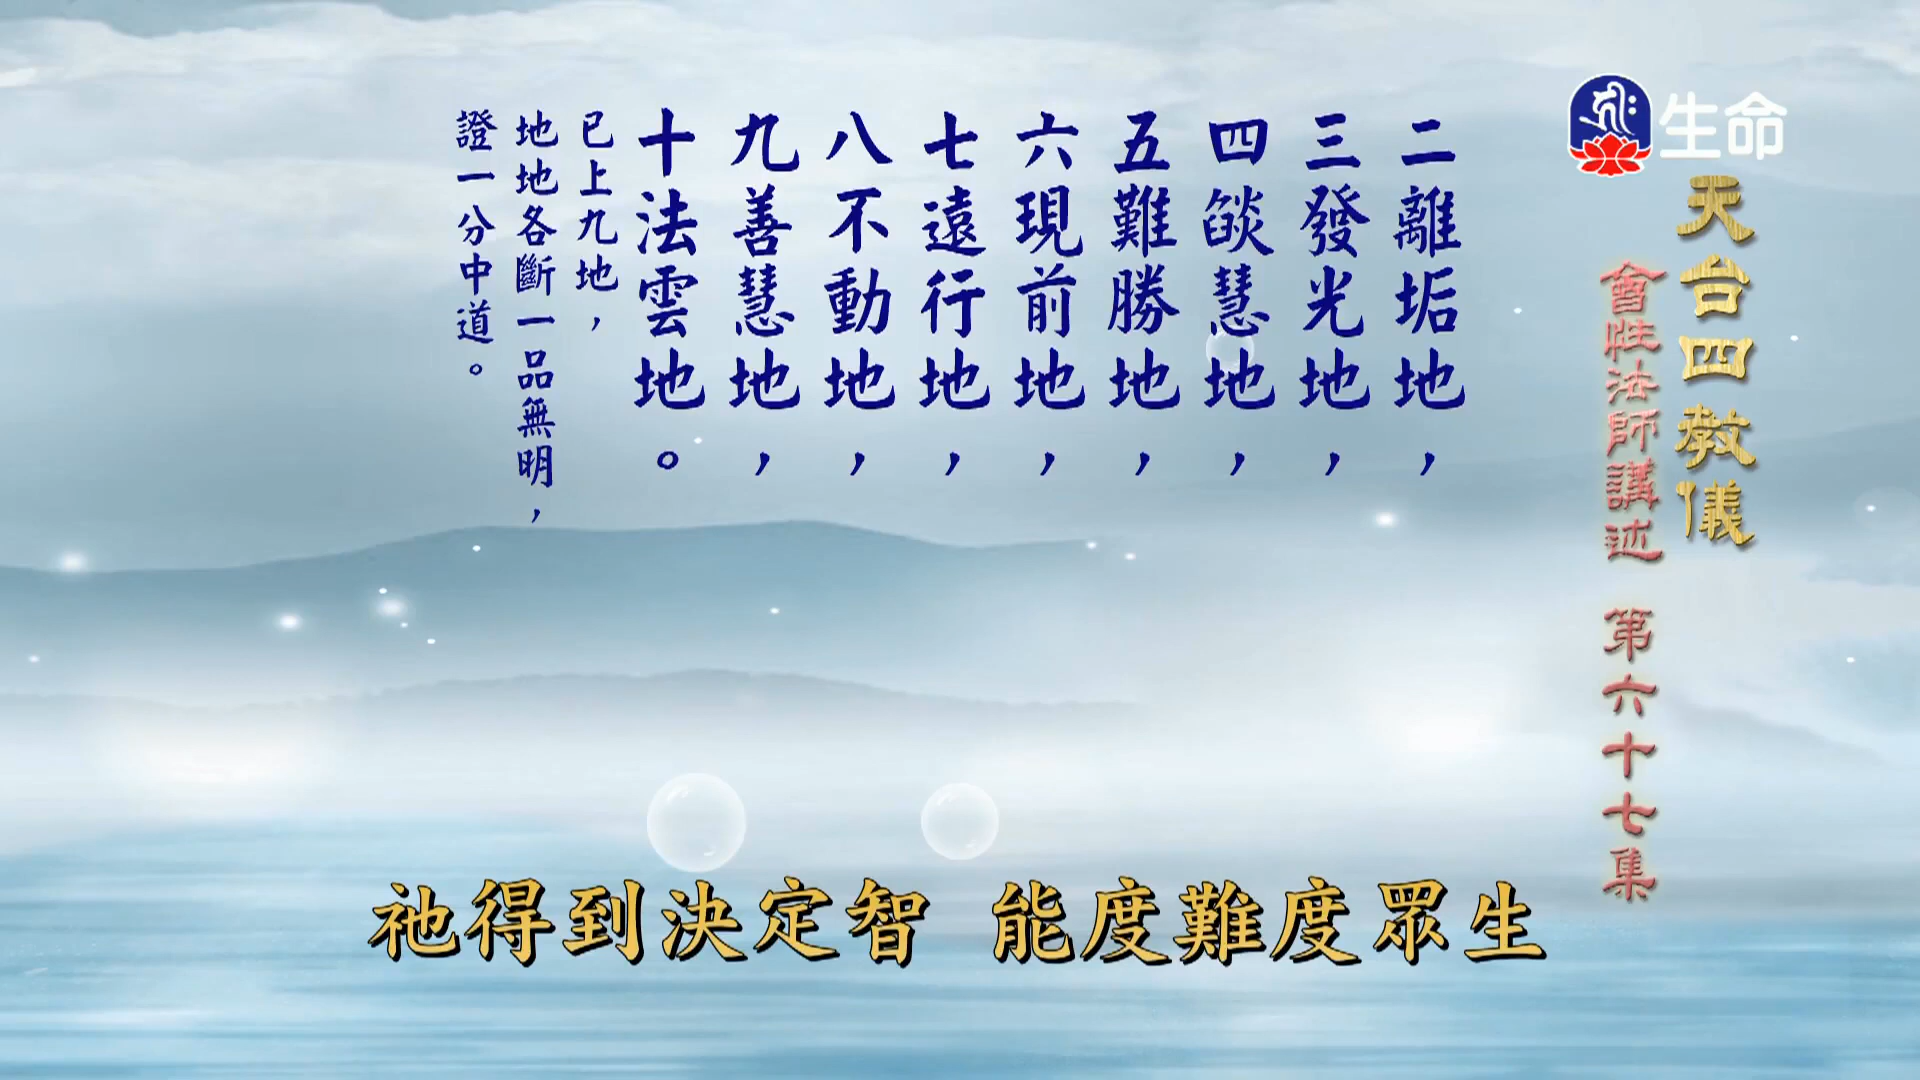 生命
天台四教儀
會性法師講述 第六十七集
二離垢地，
三發光地，
四燄慧地，
五難勝地，
六現前地，
七遠行地，
八不動地，
九善慧地，
十法雲地。
已上九地，
地地各斷一品無明，
證一分中道。
祂得到決定智 能度難度眾生